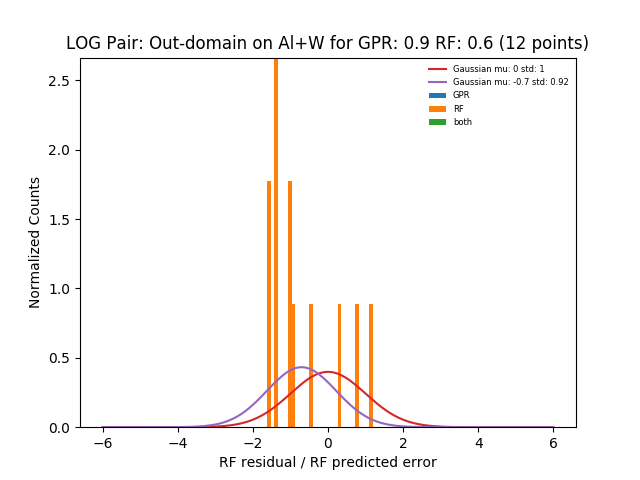 LOG Pair: Out-domain on Al+W for GPR: 0.9 RF: 0.6 (12 points)
Gaussian mu: 0 std: 1
Gaussian mu: -0.7 std: 0.92
GPR
RF
both
Normalized Counts
2.5
2.0
1.5
1.0
0.5
0.0
−6 −4 −2 0 2 4 6
RF residual / RF predicted error